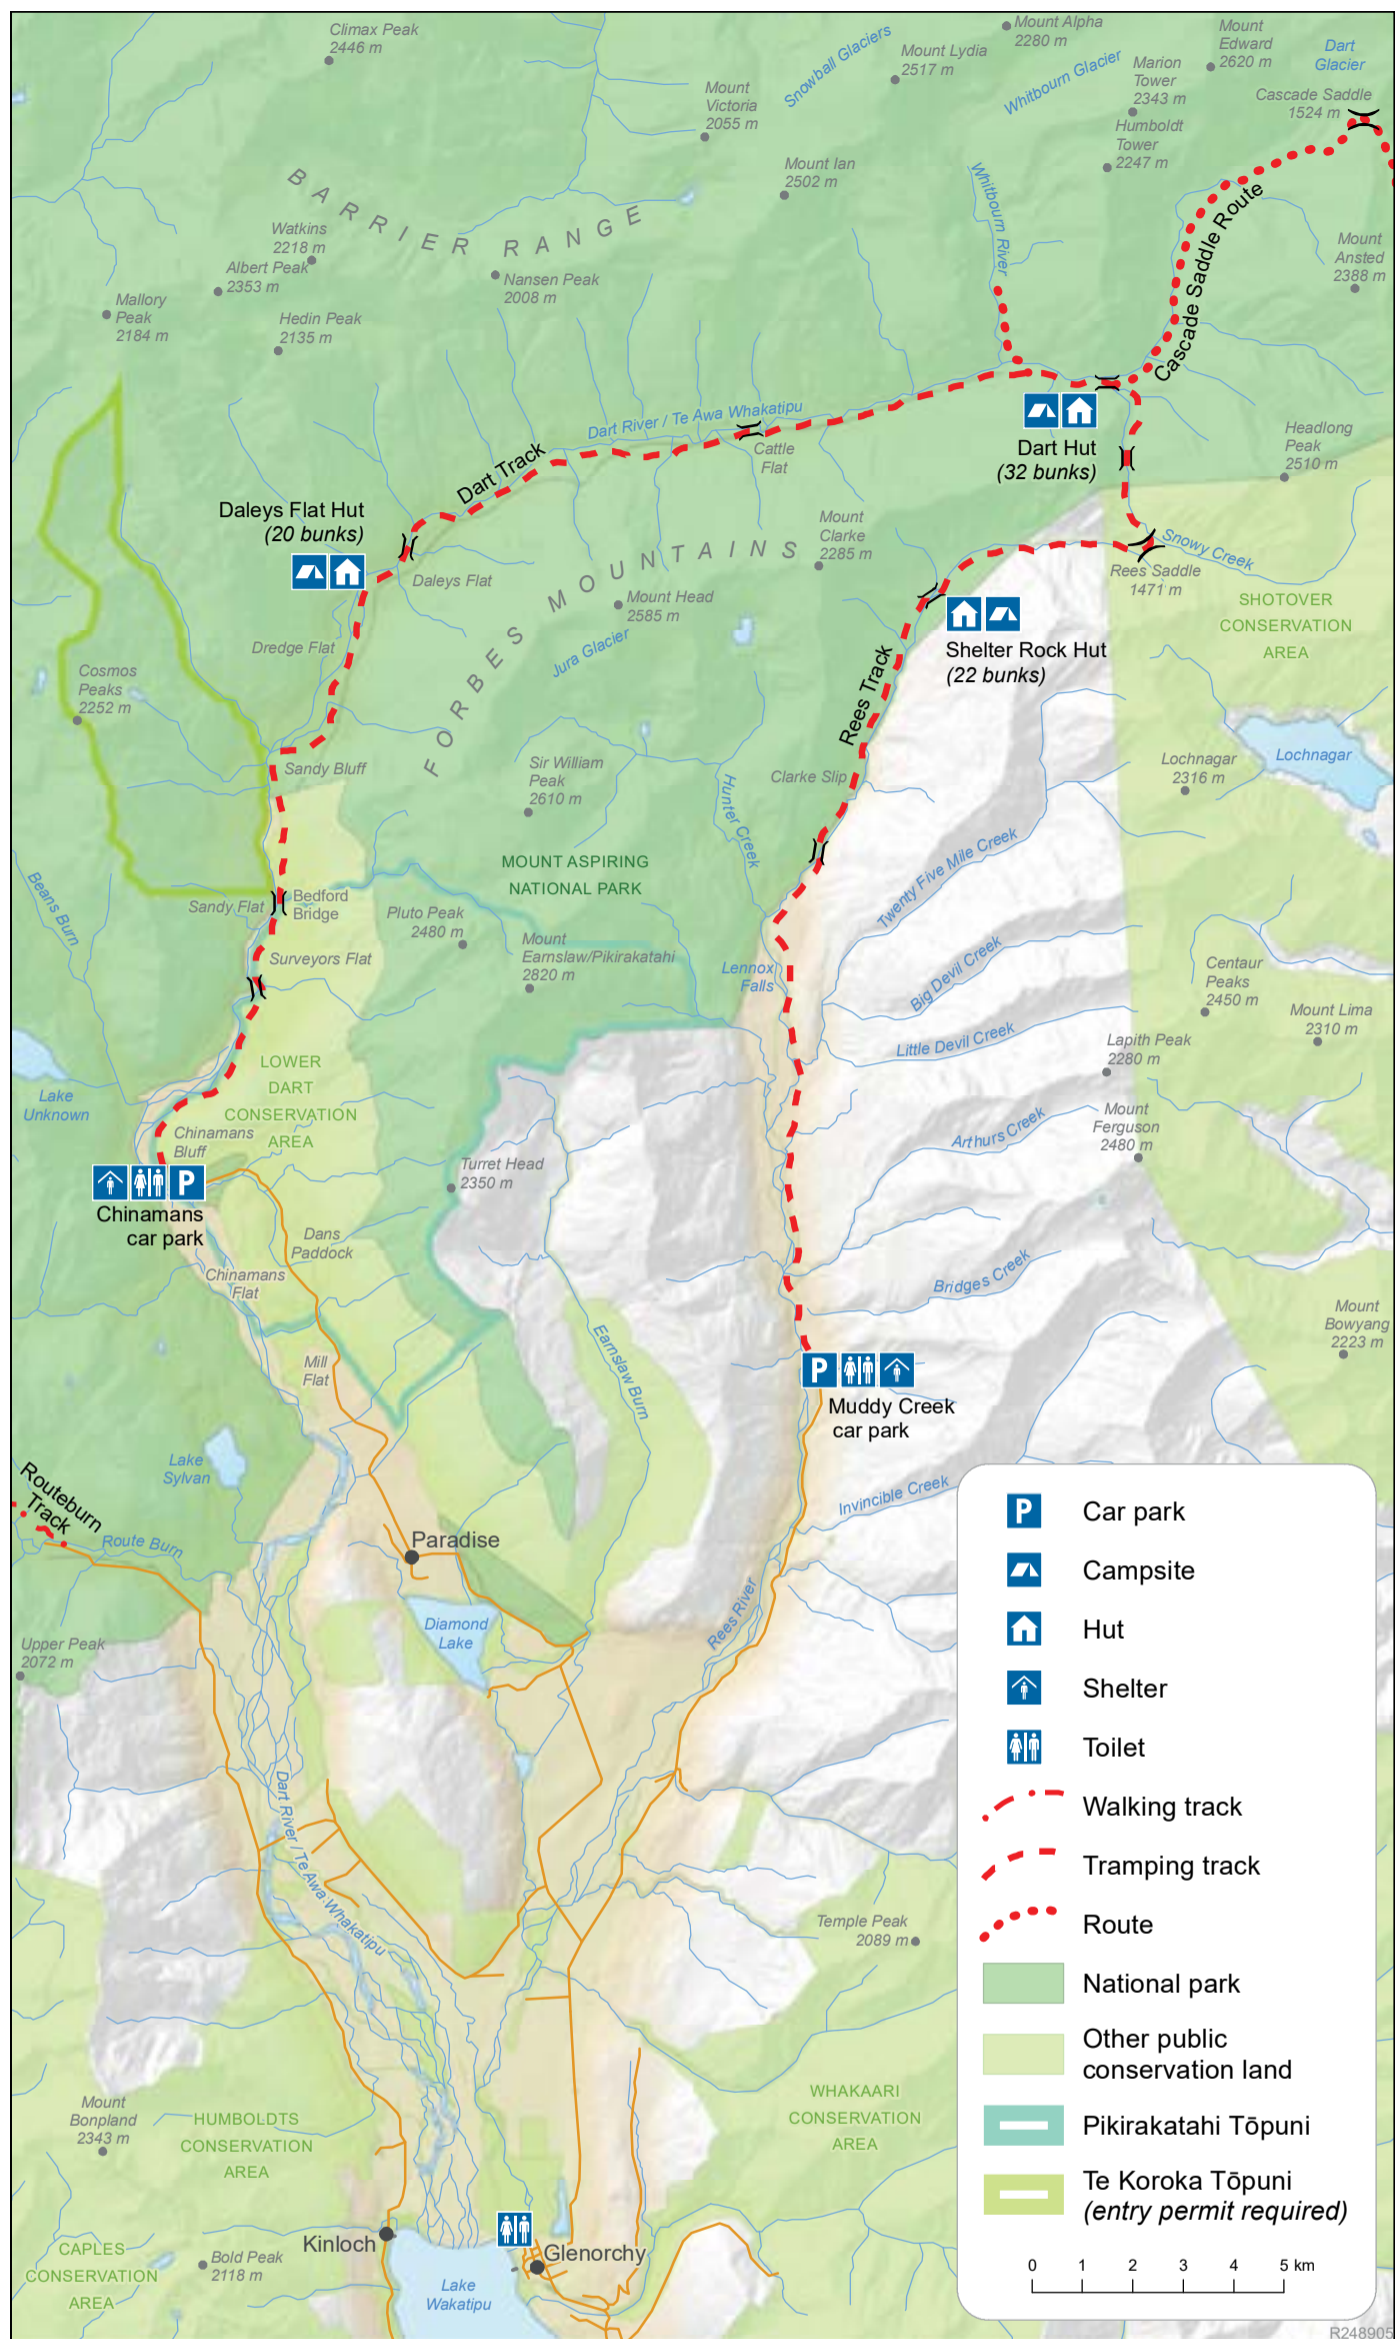 Climax Peak
2446 m
Snowball Glaciers
Mount Alpha
2280 m
Mount Lydia
2517 m
Whitbourn Glacier
Mount
Edward
2620 m
Dart
Glacier
Marion
Tower
2343 m
Cascade Saddle
1524 m
Mount
Victoria
2055 m
Humboldt
Tower
2247 m
Mount Ian
2502 m
Whitbourn River
BARRIER RANGE
Cascade Saddle Route
Watkins
2218 m
Albert Peak
2353 m
Mount
Ansted
2388 m
Nansen Peak
2008 m
Mallory
Peak
2184 m
Hedin Peak
2135 m
Dart River / Te Awa Whakatipu
Cattle
Flat
Dart Hut
(32 bunks)
Headlong
Peak
2510 m
Dart Track
Daleys Flat Hut
(20 bunks)
Mount
Clarke
2285 m
Snowy Creek
Daleys Flat
Rees Saddle
1471 m
FORBES MOUNTAINS
Mount Head
2585 m
SHOTOVER
CONSERVATION
AREA
Jura Glacier
Dredge Flat
Shelter Rock Hut
(22 bunks)
Rees Track
Cosmos
Peaks
2252 m
Sandy Bluff
Sir William
Peak
2610 m
Clarke Slip
Lochnagar
2316 m
Lochnagar
Hunter Creek
Twenty Five Mile Creek
MOUNT ASPIRING
NATIONAL PARK
Beans Burn
Sandy Flat
Bedford
Bridge
Pluto Peak
2480 m
Mount
Earnslaw/Pikirakatahi
2820 m
Surveyors Flat
Lennox
Falls
Big Devil Creek
Centaur
Peaks
2450 m
Mount Lima
2310 m
Little Devil Creek
Lapith Peak
2280 m
Lake
Unknown
LOWER
DART
CONSERVATION
AREA
Chinamans
Bluff
Arthurs Creek
Mount
Ferguson
2480 m
Turret Head
2350 m
Chinamans
car park
Dans
Paddock
Chinamans
Flat
Bridges Creek
Mount
Bowyang
2223 m
Mill
Flat
Earnslaw Burn
P
P
Muddy Creek
car park
Lake
Sylvan
Invincible Creek
Routeburn
Track
Route Burn
Paradise
Rees River
Diamond
Lake
Upper Peak
2072 m
Dart River / Te Awa Whakatipu
Temple Peak
2089 m
Mount
Bonpland
2343 m
HUMBOLDTS
CONSERVATION
AREA
WHAKAARI
CONSERVATION
AREA
Kinloch
Glenorchy
CAPLES
CONSERVATION
AREA
Bold Peak
2118 m
Lake
Wakatipu
P
Car park
Campsite
Hut
Shelter
Toilet
Walking track
Tramping track
Route
National park
Other public
conservation land
Pikirakatahi Tōpuni
Te Koroka Tōpuni
(entry permit required)
0 1 2 3 4 5 km
R248905